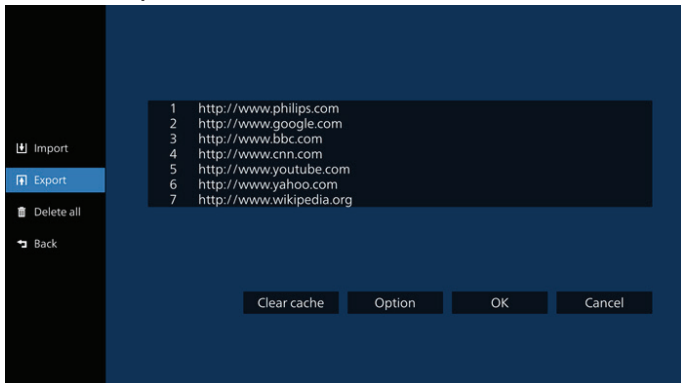 Import
Export
Delete all
Back
1 http://www.philips.com
2 http://www.google.com
3 http://www.bbc.com
4 http://www.cnn.com
5 http://www.youtube.com
6 http://www.yahoo.com
7 http://www.wikipedia.org
Clear cache Option OK Cancel